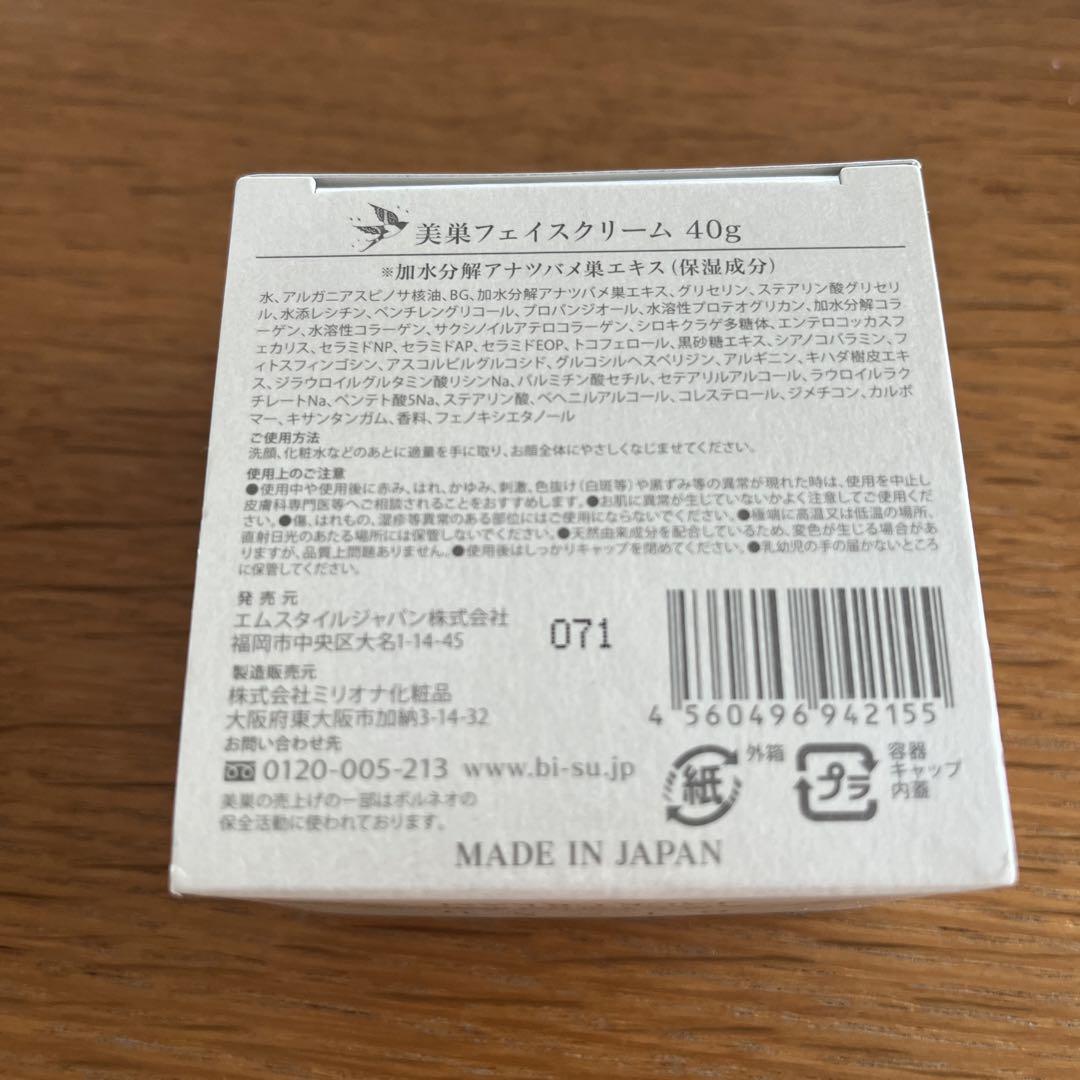 美巣フェイスクリーム 40g
※加水分解アナツバメ巣エキス(保湿成分)
水、アルガニアスピノサ核油、BG、加水分解アナツバメ巣エキス、グリセリン、ステアリン酸グリセリ
ル、水添レシチン、ペンチレングリコール、プロパンジオール、水溶性プロテオグリカン、加水分解コラ
ーゲン、水溶性コラーゲン、サクシノイルアテロコラーゲン、シロキクラゲ多糖体、エンテロコッカスフ
ェカリス、セラミドNP、セラミドAP、セラミドEOP、トコフェロール、黒砂糖エキス、シアノコバラミン、フ
ィトスフィンゴシン、アスコルビルグルコシド、グルコシルヘスペリジン、アルギニン、キハダ樹皮エキ
ス、ジラウロイルグルタミン酸リシンNa、パルミチン酸セチル、セテアリルアルコール、ラウロイルラク
チレートNa、ペンテト酸5Na、ステアリン酸、ベヘニルアルコール、コレステロール、ジメチコン、カルボ
マー、キサンタンガム、香料、フェノキシエタノール
ご使用方法
洗顔、化粧水などのあとに適量を手に取り、お顔全体にやさしくなじませてください。
使用上のご注意
●使用中や使用後に赤み、はれ、かゆみ、刺激、色抜け(白斑等)や黒ずみ等の異常が現れた時は、使用を中止し
皮膚科専門医等へご相談されることをおすすめします。●お肌に異常が生じていないかよく注意してご使用くだ
さい。●傷、はれもの、湿疹等異常のある部位にはご使用にならないでください。●極端に高温又は低温の場所、
直射日光のあたる場所には保管しないでください。●天然由来成分を配合しているため、変色が生じる場合があ
りますが、品質上問題ありません。●使用後はしっかりキャップを閉めてください。●乳幼児の手の届かないところ
に保管してください。
発売元
エムスタイルジャパン株式会社
福岡市中央区大名1-14-45
071
製造販売元
株式会社ミリオナ化粧品
大阪府東大阪市加納3-14-32
4 560496 942155
お問い合わせ先
0120-005-213 www.bi-su.jp
美巣の売上げの一部はボルネオの
保全活動に使われております。
紙
外箱
プラ
容器
キャップ
内蓋
MADE IN JAPAN